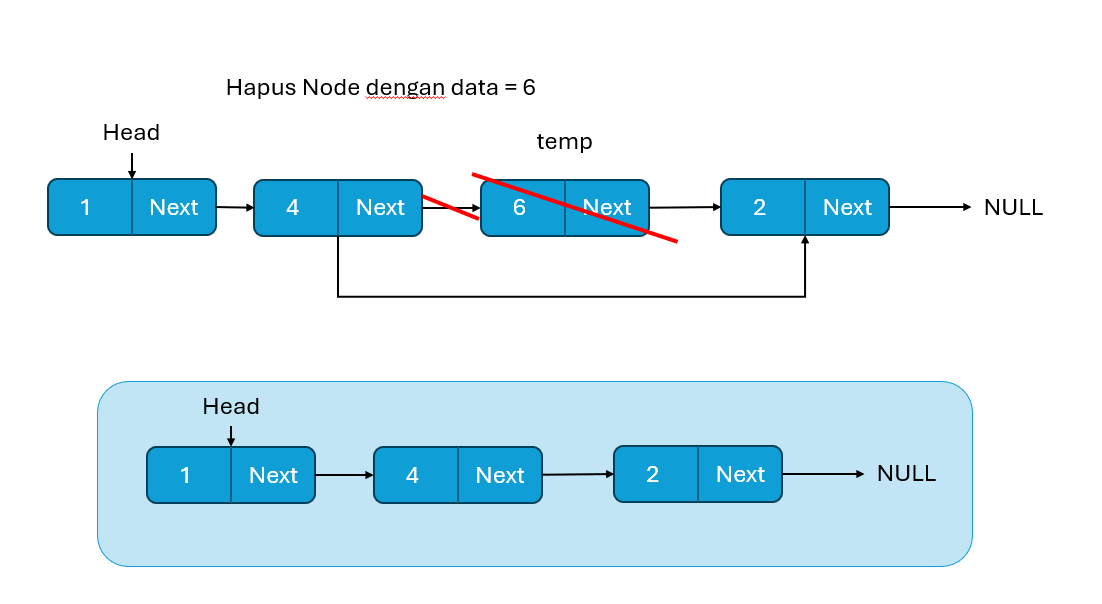 Hapus Node dengan data = 6
Head
temp
1 Next 4 Next 6 Next 2 Next NULL
Head
1 Next 4 Next 2 Next NULL